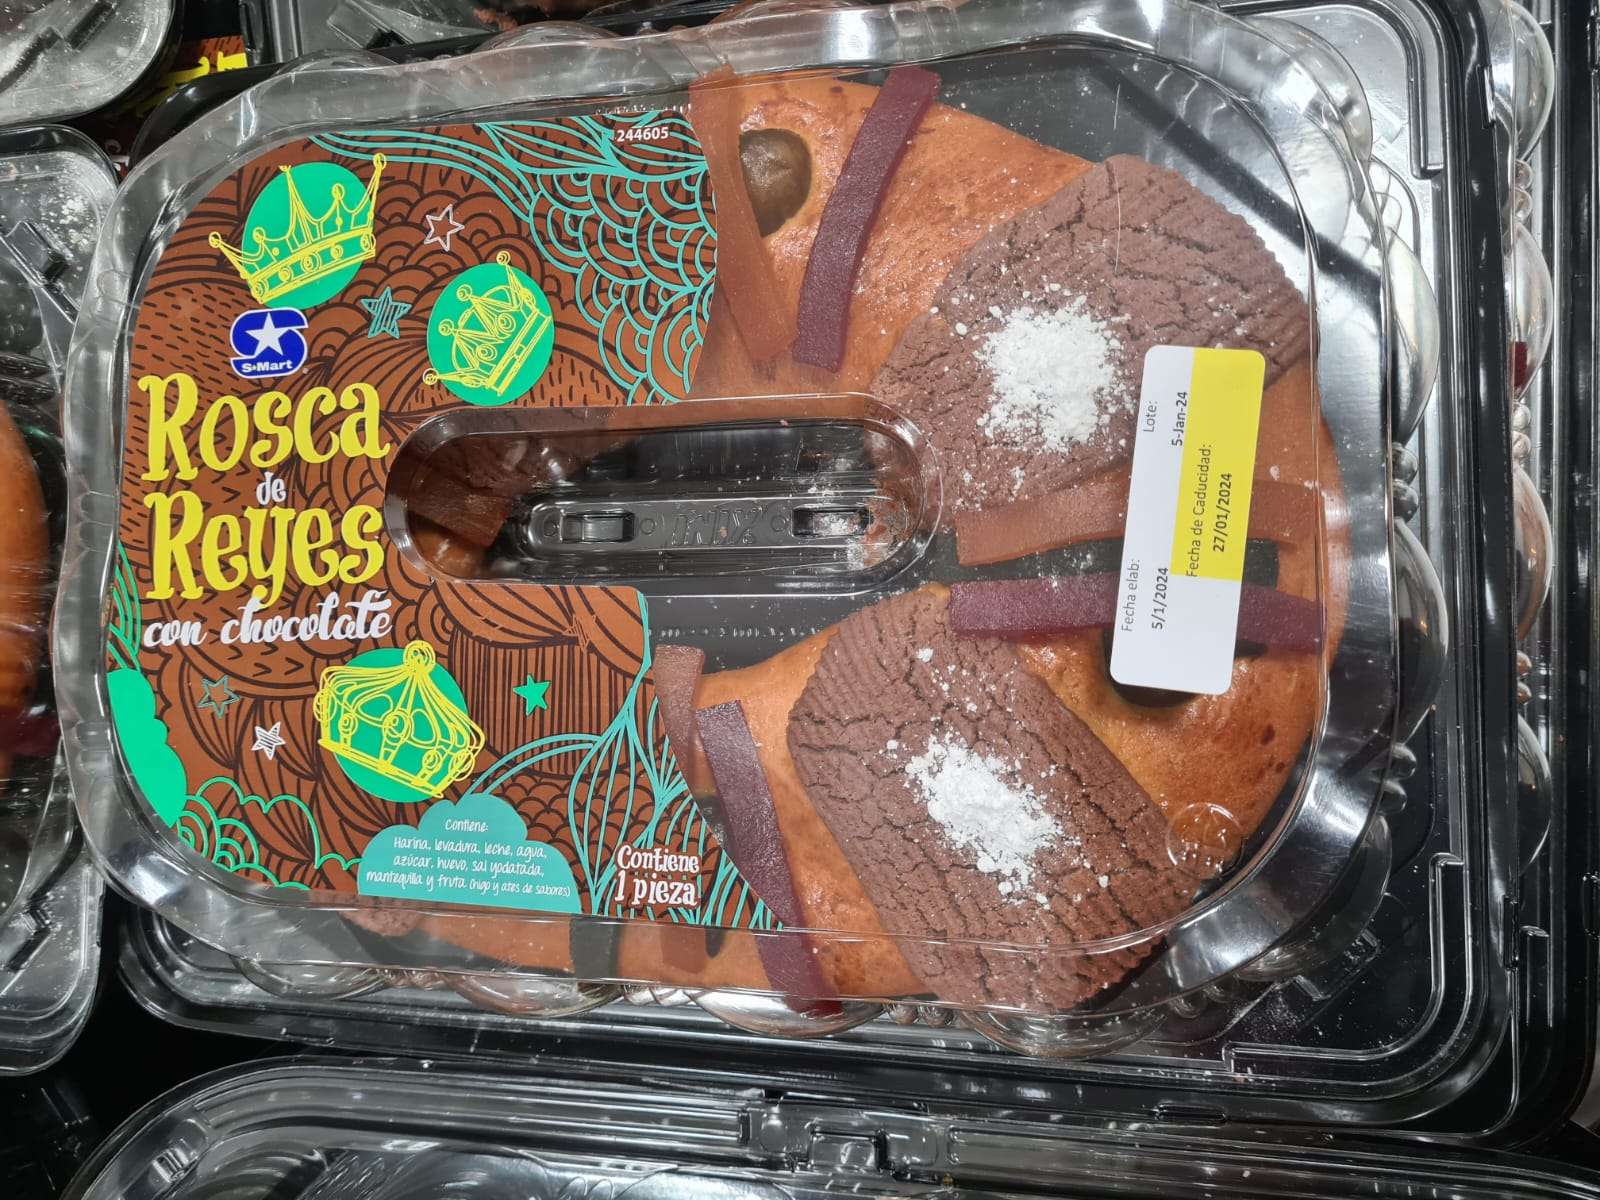 244605
S★Mart
Rosca
de
Reyes
con chocolate
Contiene:
Harina, levadura, leche, agua,
azúcar, huevo, sal yodatada,
mantequilla y fruta (higo y ates de sabores)
Contiene
1 pieza
Fecha elab:
5/1/2024
Lote:
5-Jan-24
Fecha de Caducidad:
27/01/2024